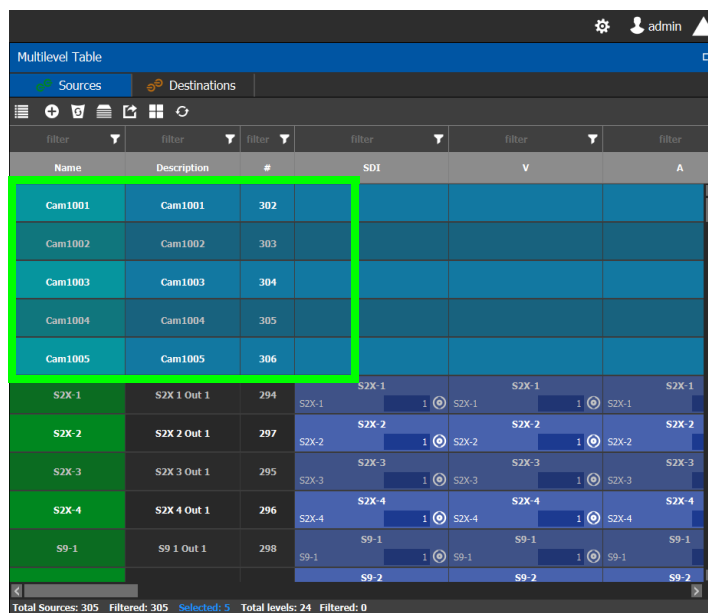 admin
Multilevel Table
Sources Destinations
filter filter filter filter filter filter
Name Description # SDI V A
Cam1001 Cam1001 302
Cam1002 Cam1002 303
Cam1003 Cam1003 304
Cam1004 Cam1004 305
Cam1005 Cam1005 306
S2X-1 S2X 1 Out 1 294 S2X-1 S2X-1 S2X-1
S2X-1 1 S2X-1 1 S2X-1
S2X-2 S2X 2 Out 1 297 S2X-2 S2X-2 S2X-2
S2X-2 1 S2X-2 1 S2X-2
S2X-3 S2X 3 Out 1 295 S2X-3 S2X-3 S2X-3
S2X-3 1 S2X-3 1 S2X-3
S2X-4 S2X 4 Out 1 296 S2X-4 S2X-4 S2X-4
S2X-4 1 S2X-4 1 S2X-4
S9-1 S9 1 Out 1 298 S9-1 S9-1 S9-1
S9-1 1 S9-1 1 S9-1
S9-2 S9-2 S9-2
Total Sources: 305 Filtered: 305 Selected: 5 Total levels: 24 Filtered: 0